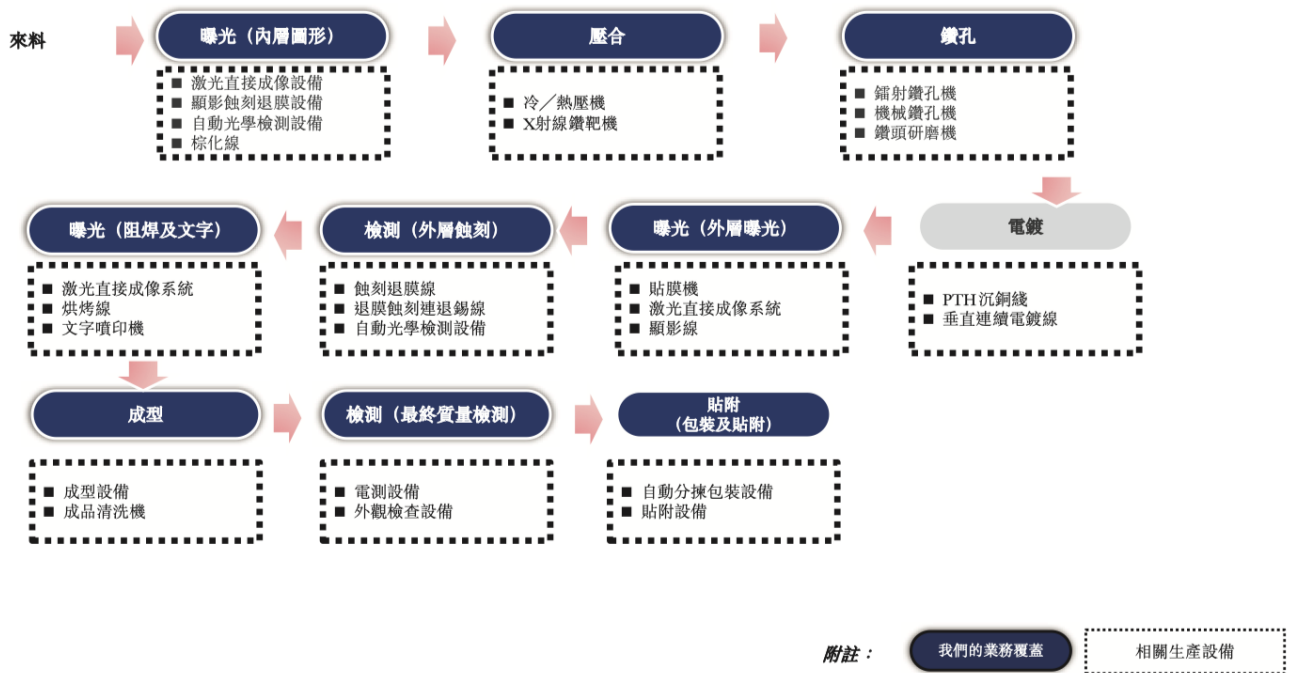 來料
曝光（內層圖形）
■ 激光直接成像設備
■ 顯影蝕刻退膜設備
■ 自動光學檢測設備
■ 棕化線
壓合
■ 冷／熱壓機
■ X射線鑽靶機
鑽孔
■ 鐳射鑽孔機
■ 機械鑽孔機
■ 鑽頭研磨機
電鍍
■ PTH沉銅綫
■ 垂直連續電鍍線
曝光（外層曝光）
■ 貼膜機
■ 激光直接成像系統
■ 顯影線
檢測（外層蝕刻）
■ 蝕刻退膜線
■ 退膜蝕刻連退錫線
■ 自動光學檢測設備
曝光（阻焊及文字）
■ 激光直接成像系統
■ 烘烤線
■ 文字噴印機
成型
■ 成型設備
■ 成品清洗機
檢測（最終質量檢測）
■ 電測設備
■ 外觀檢查設備
貼附
（包裝及貼附）
■ 自動分揀包裝設備
■ 貼附設備
附註：
我們的業務覆蓋
相關生產設備